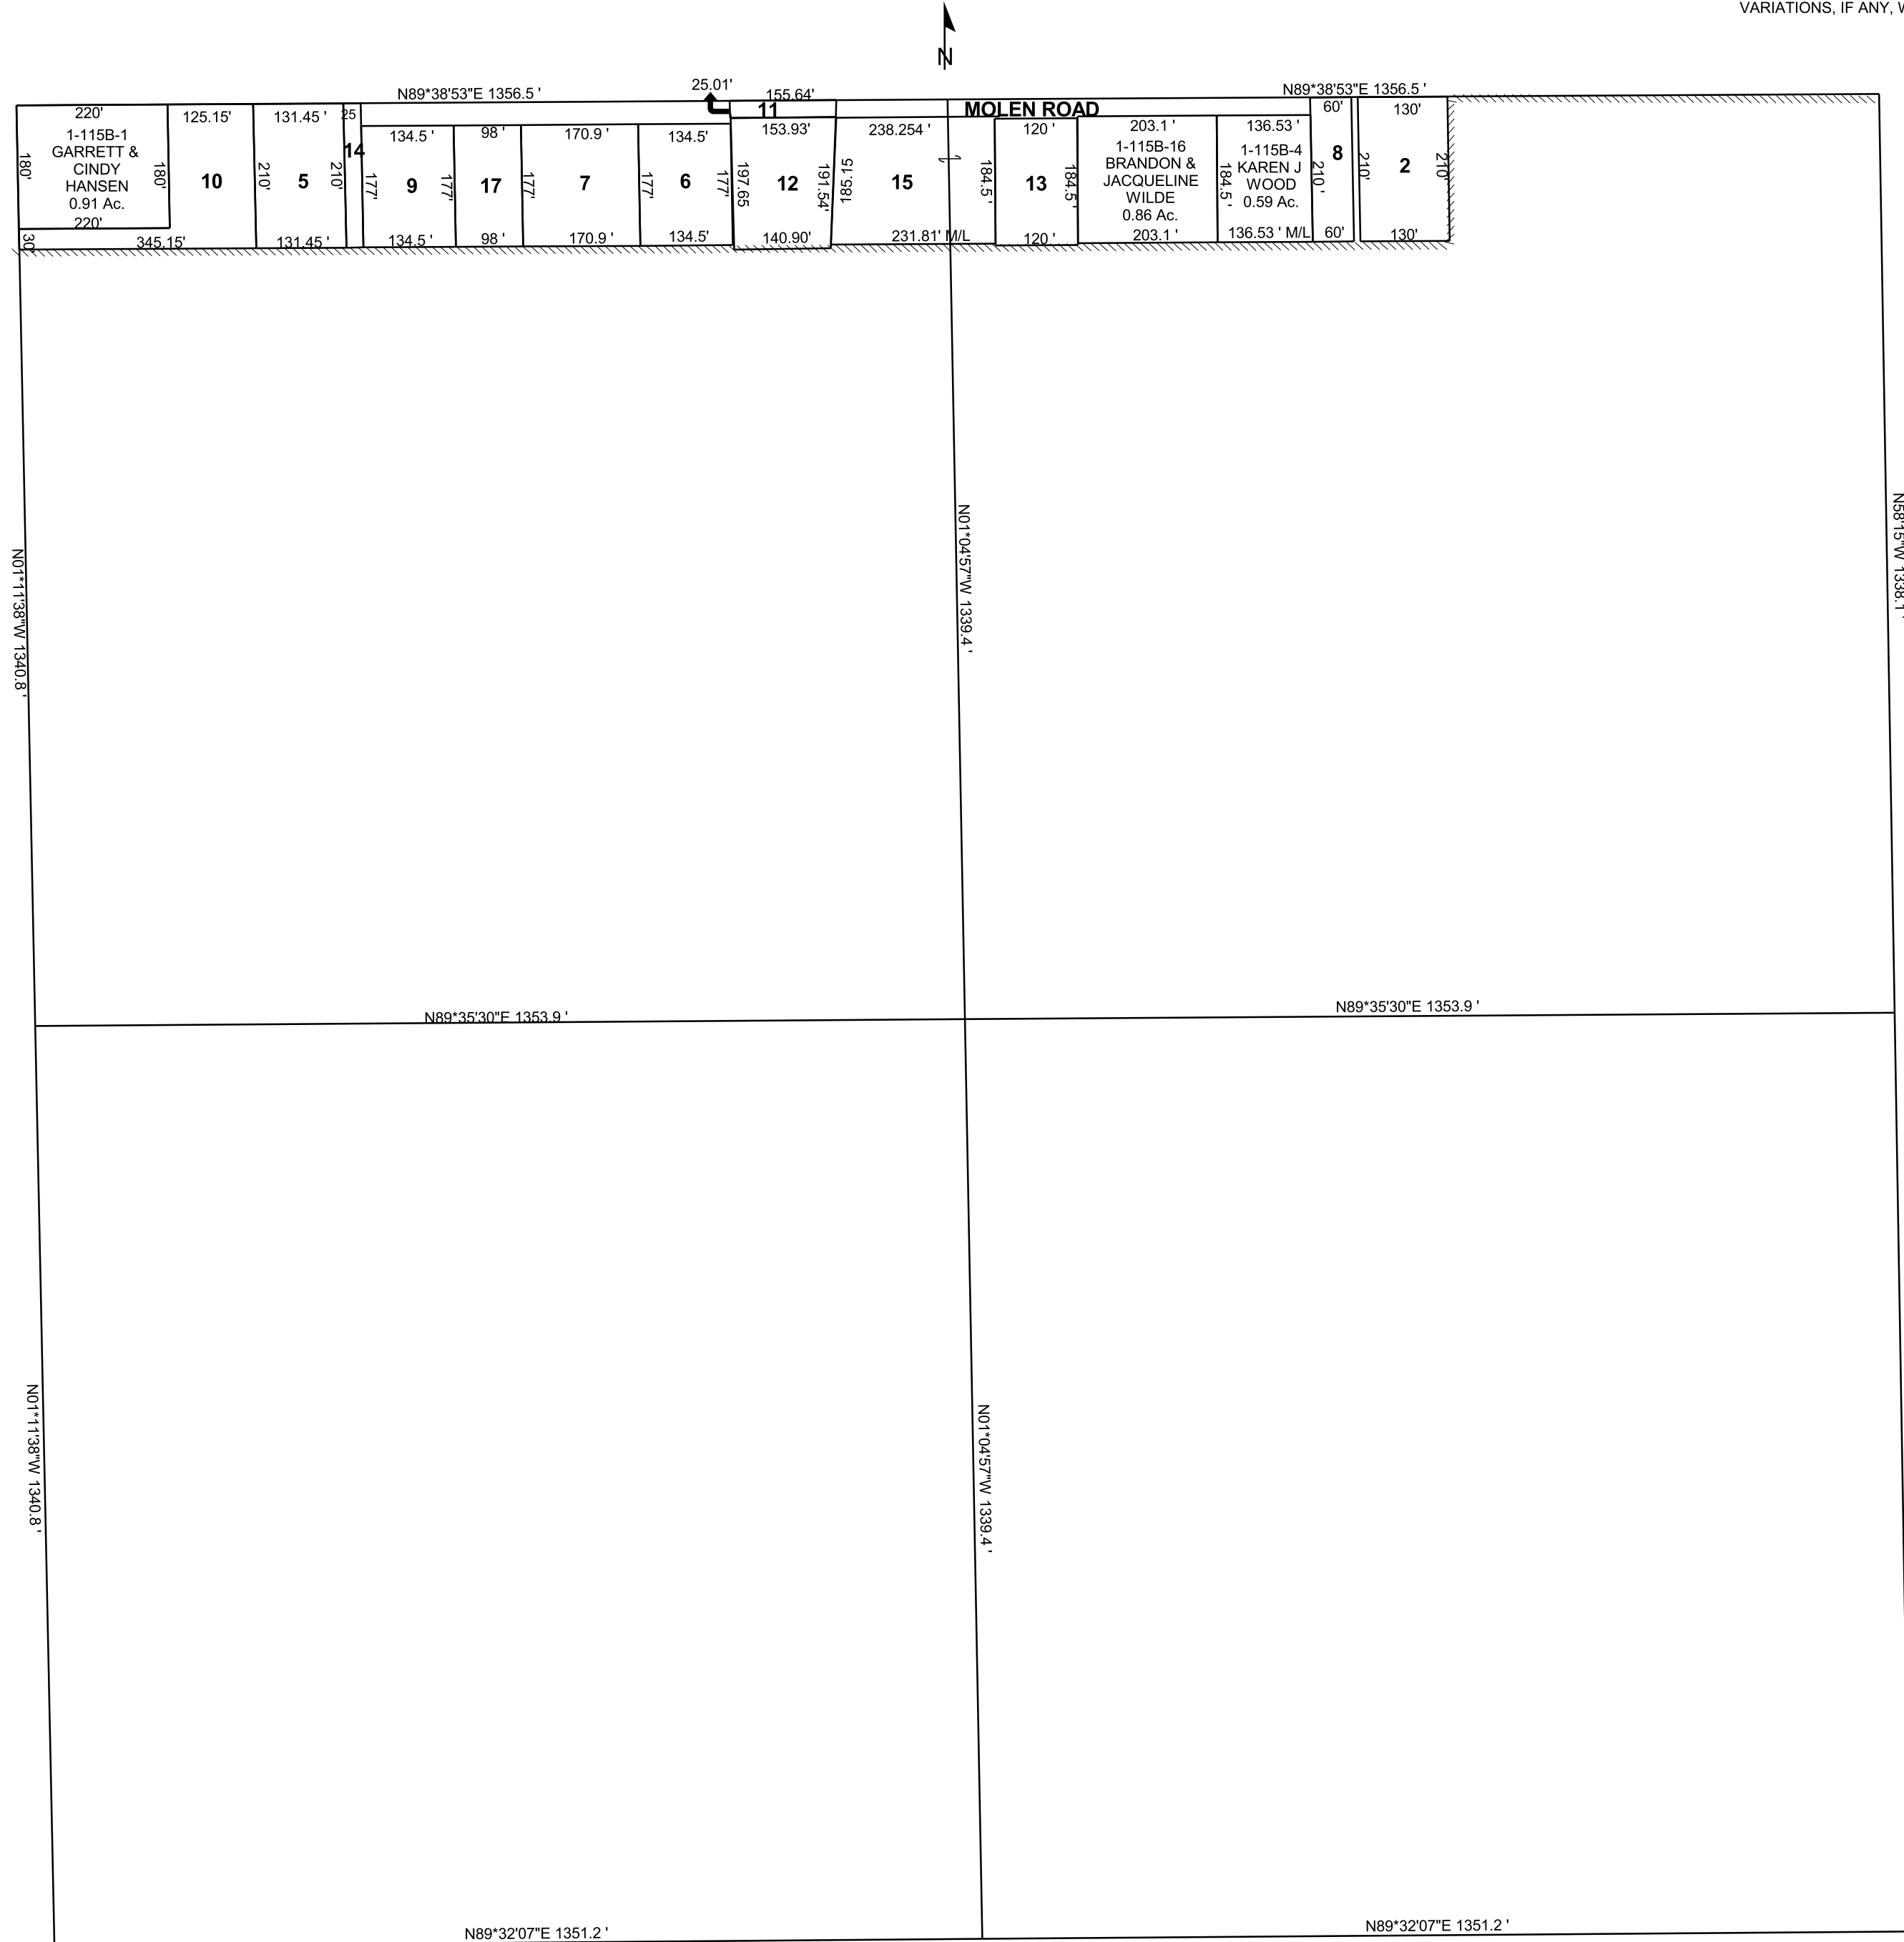 VARIATIONS, IF ANY, W
N
N89*38'53"E 1356.5 '
25.01'
155.64'
N89*38'53"E 1356.5 '
11
MOLEN ROAD
220'
1-115B-1
GARRETT &
CINDY
HANSEN
0.91 Ac.
220'
180'
180'
30'
125.15'
10
345.15'
131.45 '
210'
5
210'
131.45 '
25
14
134.5 '
177'
9
177'
134.5 '
98 '
17
98 '
170.9 '
177'
7
177'
170.9 '
134.5'
6
177'
134.5'
153.93'
197.65
12
191.54'
140.90'
238.254 '
185.15
15
184.5 '
231.81' M/L
120 '
13
184.5 '
120 '
203.1 '
1-115B-16
BRANDON &
JACQUELINE
WILDE
0.86 Ac.
203.1 '
136.53 '
1-115B-4
KAREN J
WOOD
0.59 Ac.
184.5 '
136.53 ' M/L
60'
8
210 '
60'
130'
210'
2
210'
130'
N01*11'38"W 1340.8 '
N01*04'57"W 1339.4 '
N58'15"W 1338.1 '
N89*35'30"E 1353.9 '
N89*35'30"E 1353.9 '
N01*11'38"W 1340.8 '
N01*04'57"W 1339.4 '
N89*32'07"E 1351.2 '
N89*32'07"E 1351.2 '